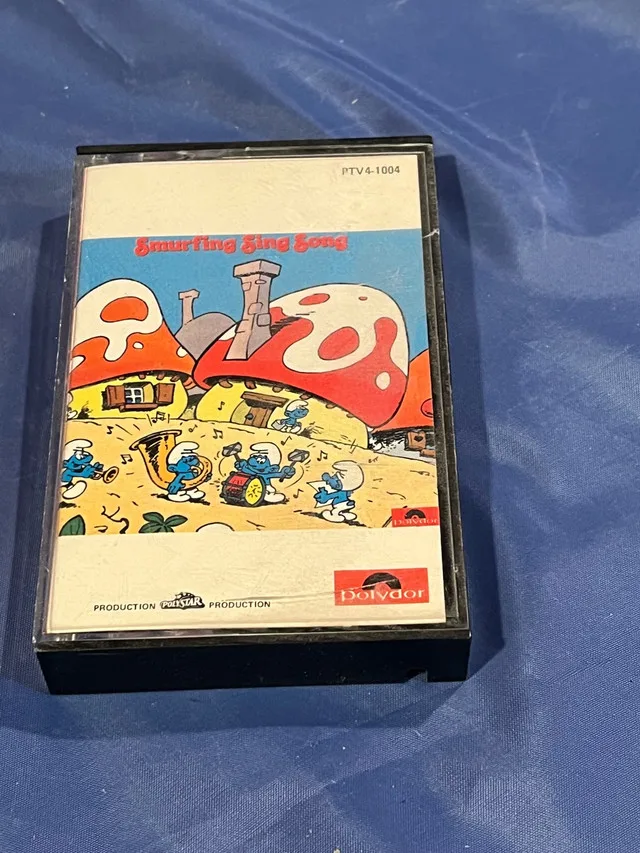 PTV4-1004
Smurfing Sing Song
polydor
PRODUCTION POLYSTAR PRODUCTION
polydor